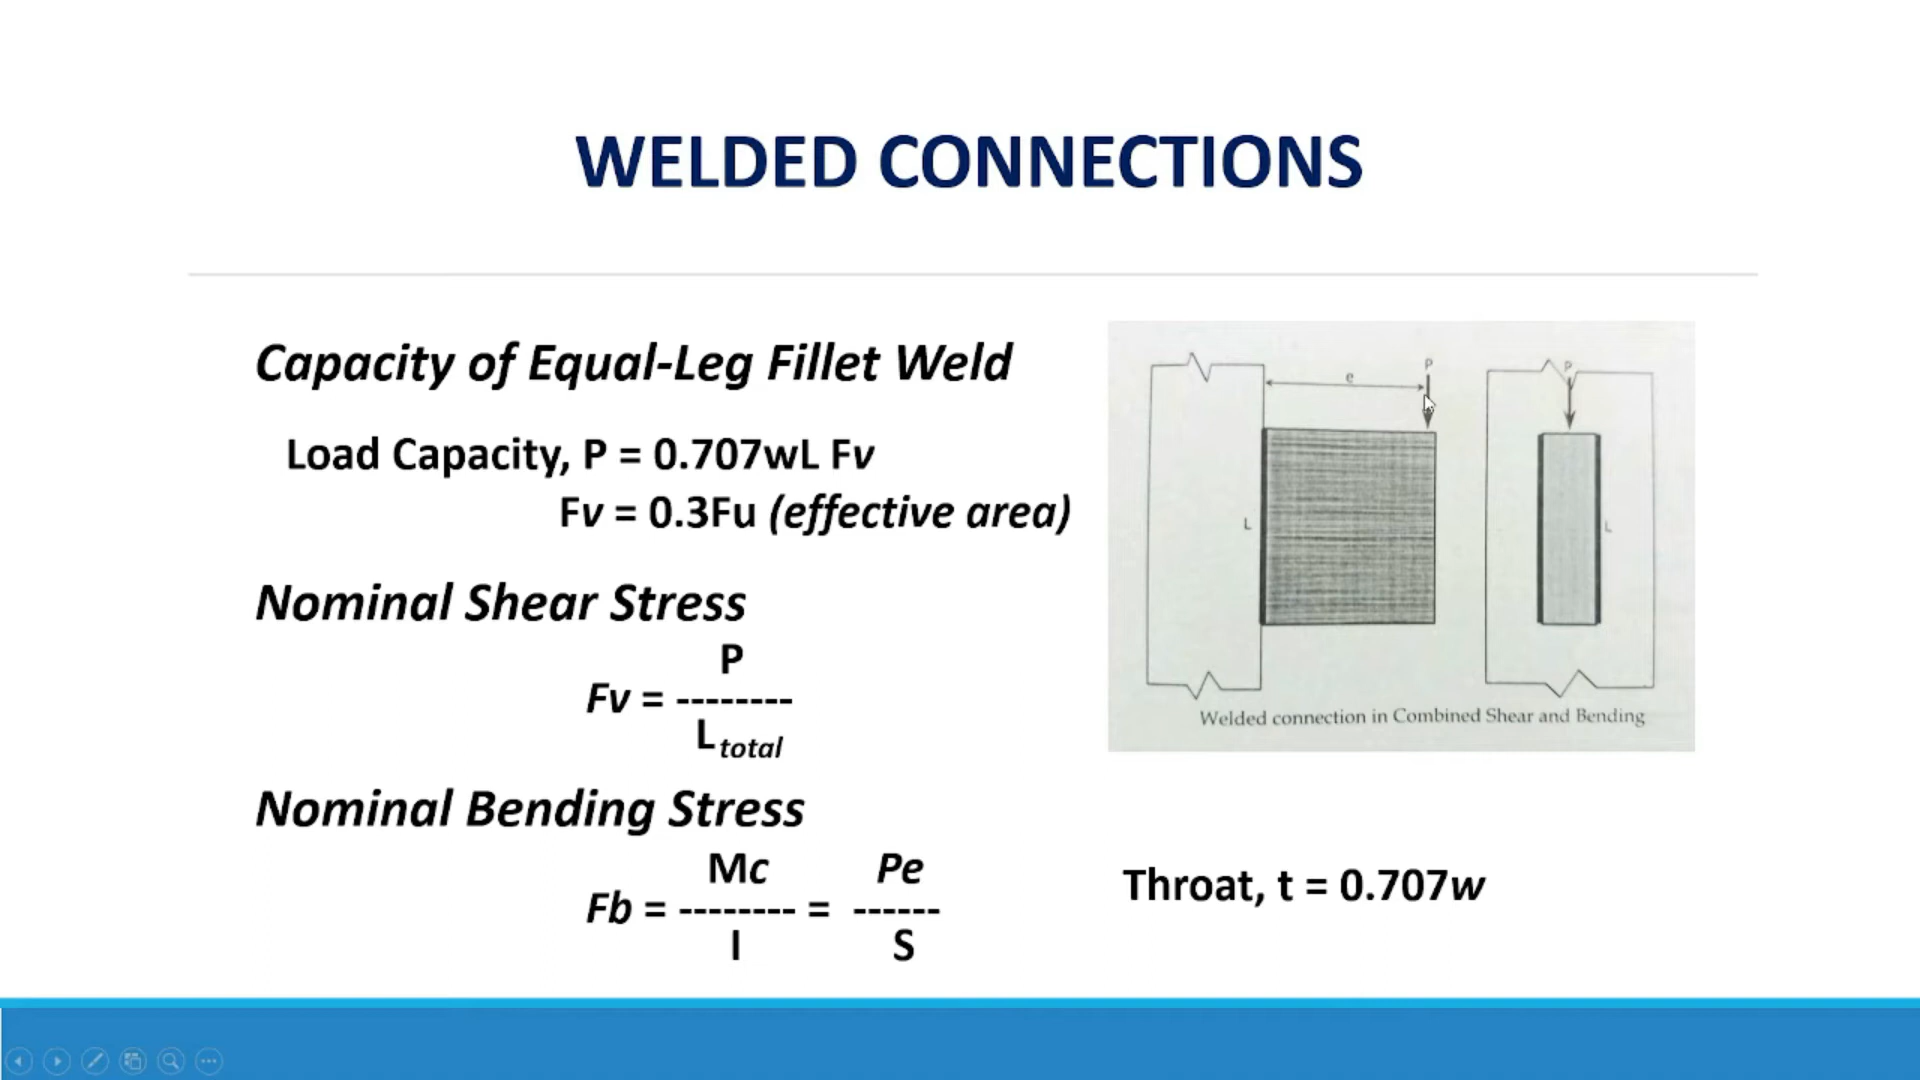 WELDED CONNECTIONS
Capacity of Equal-Leg Fillet Weld
Load Capacity, P = 0.707wL Fv
Fv = 0.3Fu (effective area)
Nominal Shear Stress
P
Fv = --------
L total
Nominal Bending Stress
Mc Pe
Fb = -------- = ------
I S
e
P
L
P
L
Welded connection in Combined Shear and Bending
Throat, t = 0.707w